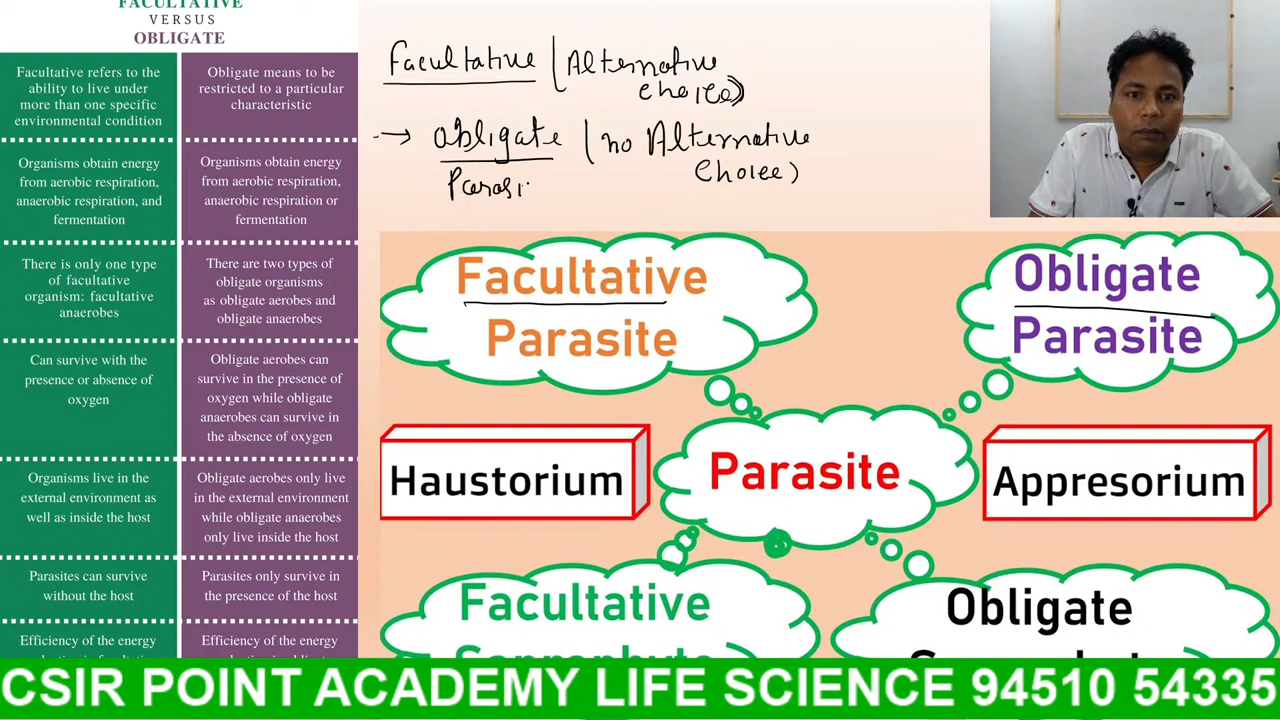 FACULTATIVE
VERSUS
OBLIGATE
Facultative refers to the
ability to live under
more than one specific
environmental condition
Obligate means to be
restricted to a particular
characteristic
Organisms obtain energy
from aerobic respiration,
anaerobic respiration, and
fermentation
Organisms obtain energy
from aerobic respiration,
anaerobic respiration or
fermentation
There is only one type
of facultative
organism: facultative
anaerobes
There are two types of
obligate organisms
as obligate aerobes and
obligate anaerobes
Can survive with the
presence or absence of
oxygen
Obligate aerobes can
survive in the presence of
oxygen while obligate
anaerobes can survive in
the absence of oxygen
Organisms live in the
external environment as
well as inside the host
Obligate aerobes only live
in the external environment
while obligate anaerobes
only live inside the host
Parasites can survive
without the host
Parasites only survive in
the presence of the host
Efficiency of the energy
Efficiency of the energy
Facultative (Alternative
choice)
→ obligate (no Alternative
choice)
Parasi
Facultative
Parasite
Obligate
Parasite
Haustorium
Parasite
Appresorium
Facultative
Obligate
CSIR POINT ACADEMY LIFE SCIENCE 94510 54335